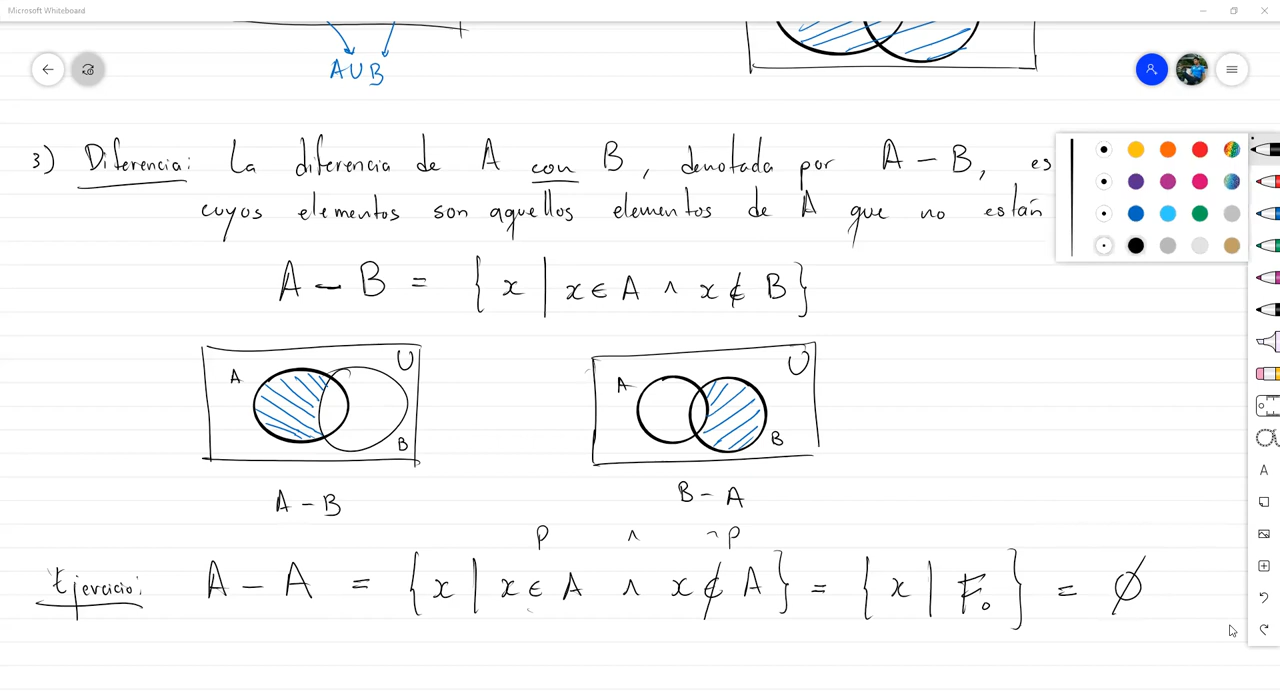 Microsoft Whiteboard
A ∪ B
3) Diferencia: La diferencia de A con B, denotada por A − B, es
cuyos elementos son aquellos elementos de A que no están
A − B = { x | x ∈ A ∧ x ∉ B }
A U B
A U B
A − B
B − A
p ∧ ¬p
Ejercicio: A − A = { x | x ∈ A ∧ x ∉ A } = { x | F₀ } = ∅